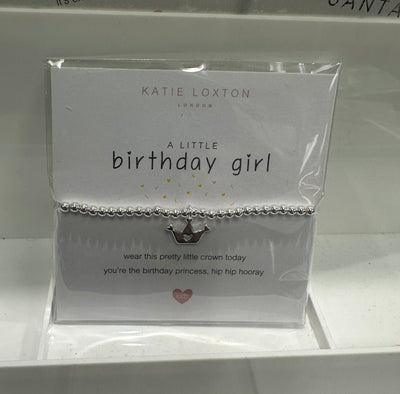 SANTA
KATIE LOXTON
LONDON
A LITTLE
birthday girl
wear this pretty little crown today
you're the birthday princess, hip hip hooray